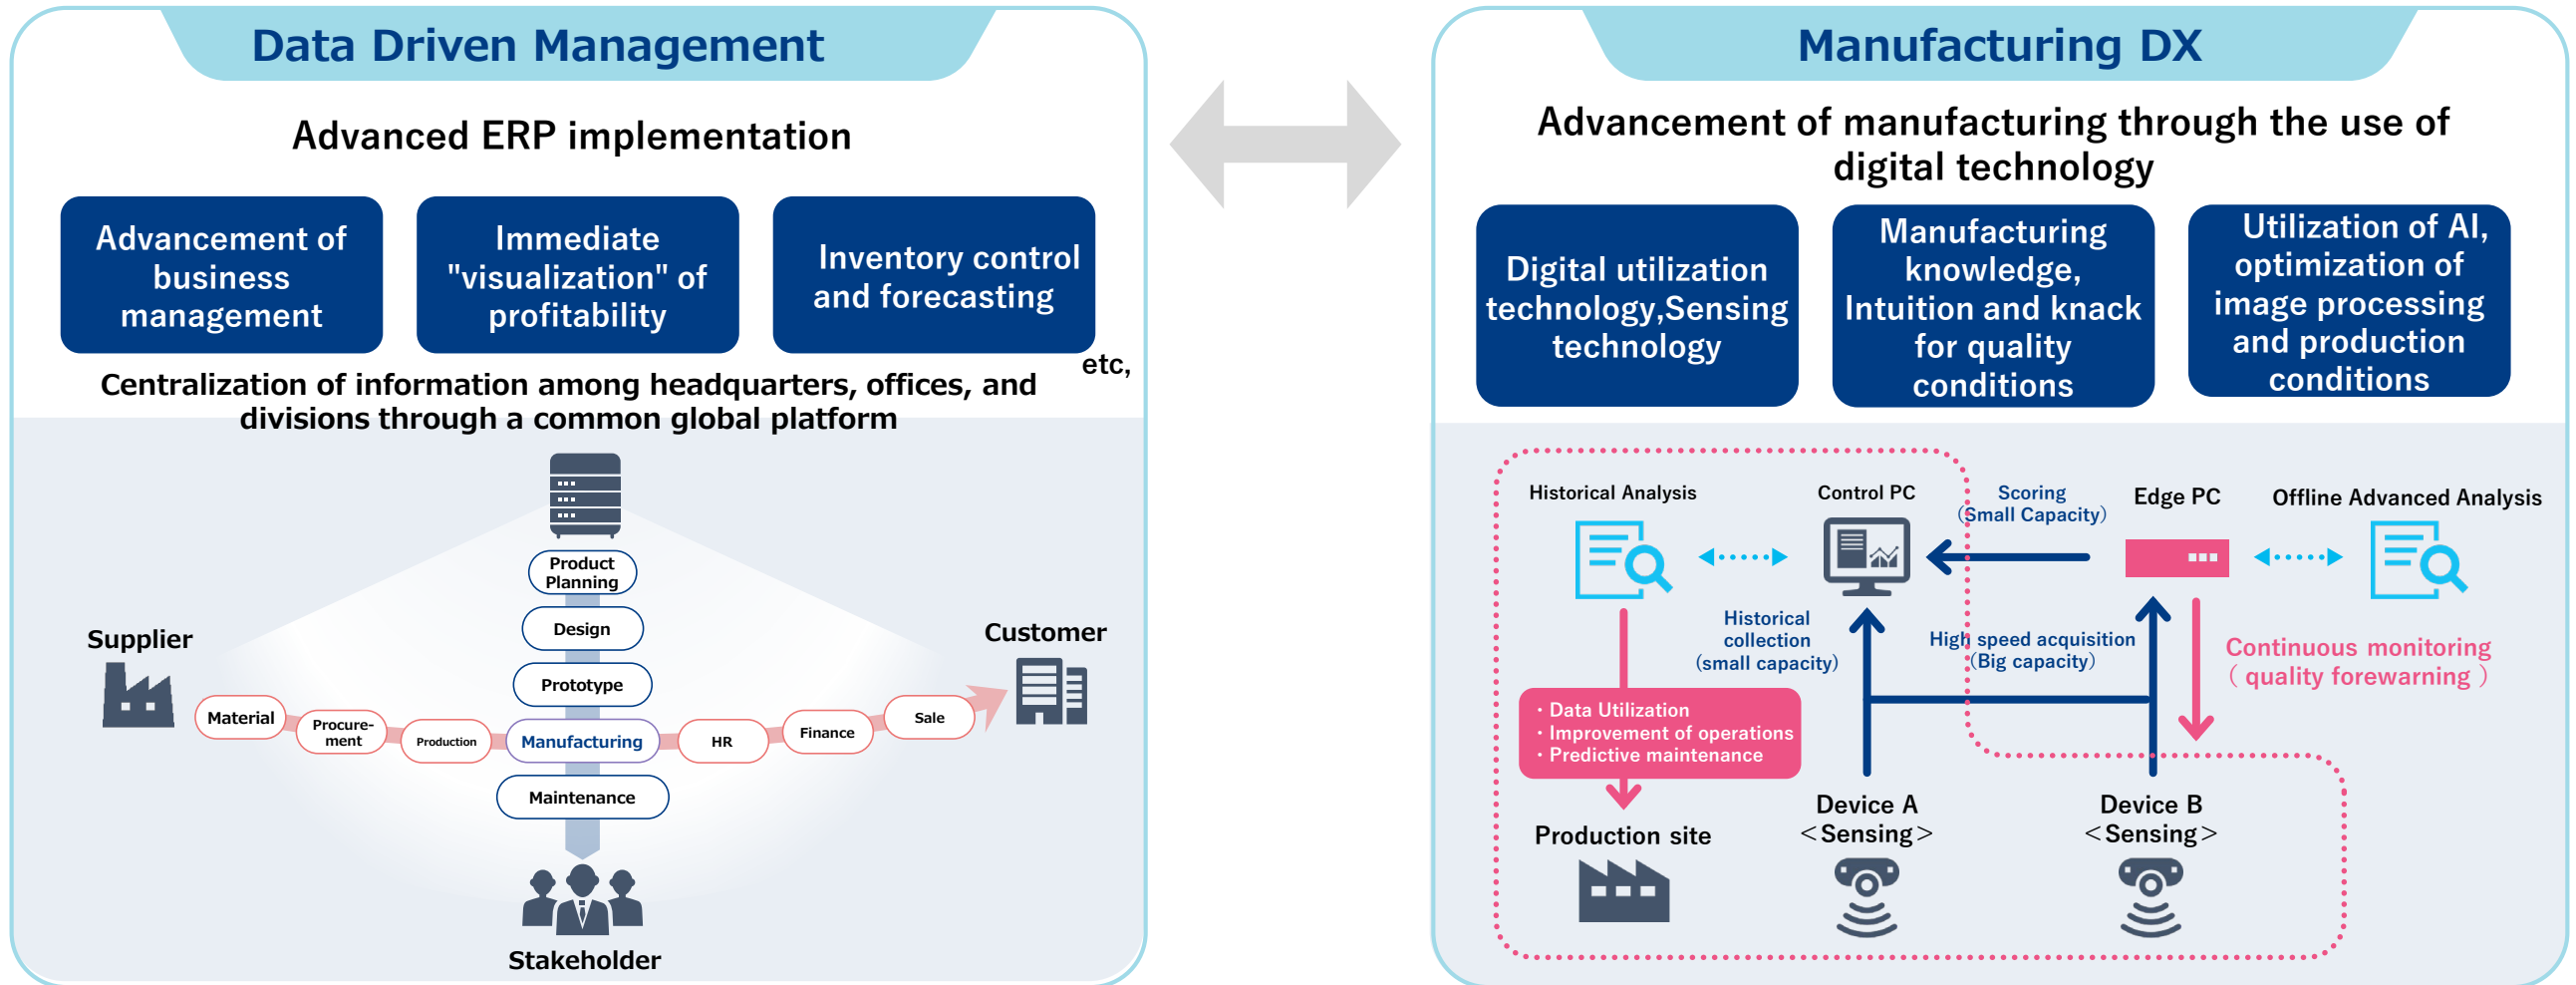 Data Driven Management
Advanced ERP implementation
Advancement of
business
management
Immediate
"visualization" of
profitability
Inventory control
and forecasting
etc,
Centralization of information among headquarters, offices, and
divisions through a common global platform
Product
Planning
Design
Prototype
Supplier
Customer
Material
Procure-
ment
Production
Manufacturing
HR
Finance
Sale
Maintenance
Stakeholder
Manufacturing DX
Advancement of manufacturing through the use of
digital technology
Digital utilization
technology,Sensing
technology
Manufacturing
knowledge,
Intuition and knack
for quality
conditions
Utilization of AI,
optimization of
image processing
and production
conditions
Historical Analysis
Control PC
Scoring
（Small Capacity）
Edge PC
Offline Advanced Analysis
Historical
collection
(small capacity)
High speed acquisition
（Big capacity）
Continuous monitoring
（ quality forewarning ）
・Data Utilization
・Improvement of operations
・Predictive maintenance
Production site
Device A
＜Sensing＞
Device B
＜Sensing＞